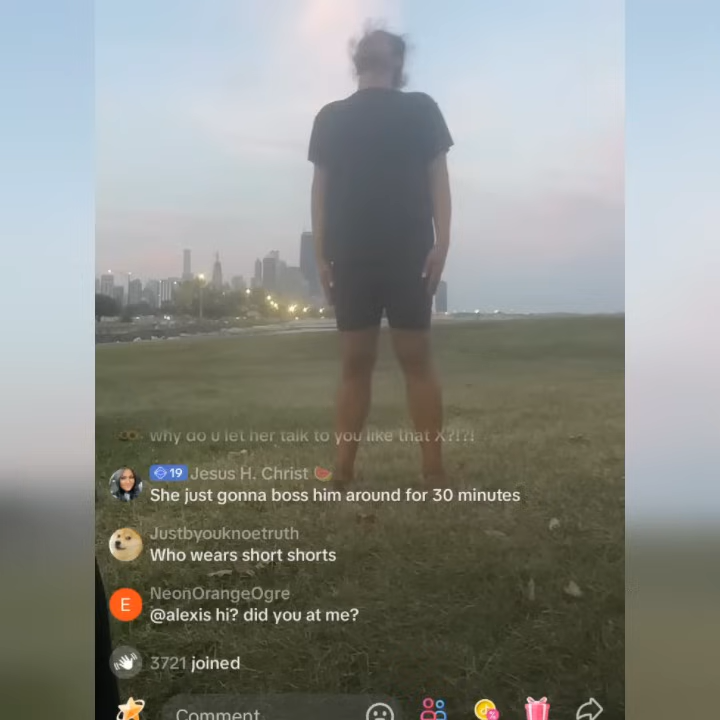 why do u let her talk to you like that X?!?!
19 Jesus H. Christ
She just gonna boss him around for 30 minutes
Justbyouknoetruth
Who wears short shorts
NeonOrangeOgre
E
@alexis hi? did you at me?
3721 joined
Comment